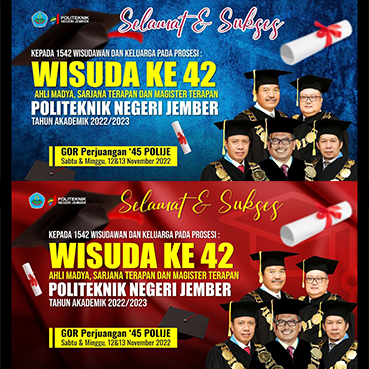 POLITEKNIK
NEGERI JEMBER
Selamat & Sukses
KEPADA 1542 WISUDAWAN DAN KELUARGA PADA PROSESI :
WISUDA KE 42
AHLI MADYA, SARJANA TERAPAN DAN MAGISTER TERAPAN
POLITEKNIK NEGERI JEMBER
TAHUN AKADEMIK 2022/2023
GOR Perjuangan '45 POLIJE
Sabtu & Minggu, 12&13 November 2022
POLITEKNIK
NEGERI JEMBER
Selamat & Sukses
KEPADA 1542 WISUDAWAN DAN KELUARGA PADA PROSESI :
WISUDA KE 42
AHLI MADYA, SARJANA TERAPAN DAN MAGISTER TERAPAN
POLITEKNIK NEGERI JEMBER
TAHUN AKADEMIK 2022/2023
GOR Perjuangan '45 POLIJE
Sabtu & Minggu, 12&13 November 2022